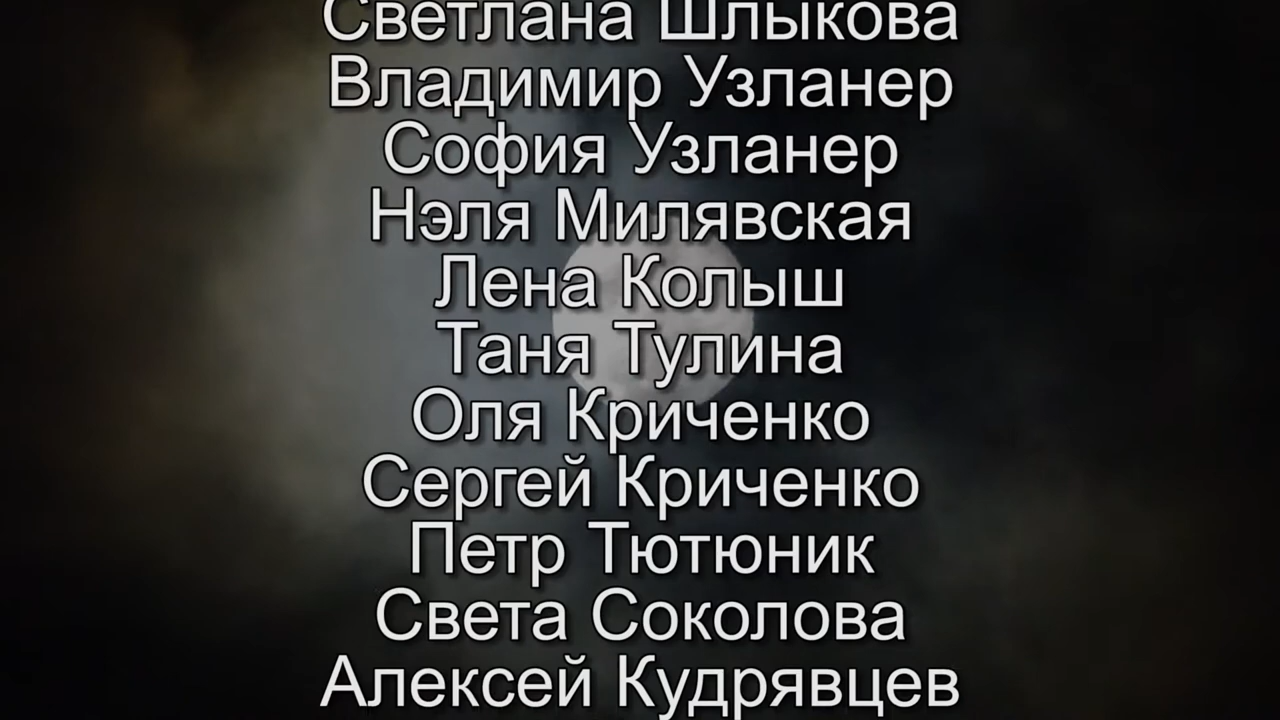 Светлана Шлыкова
Владимир Узланер
София Узланер
Нэля Милявская
Лена Колыш
Таня Тулина
Оля Криченко
Сергей Криченко
Петр Тютюник
Света Соколова
Алексей Кудрявцев